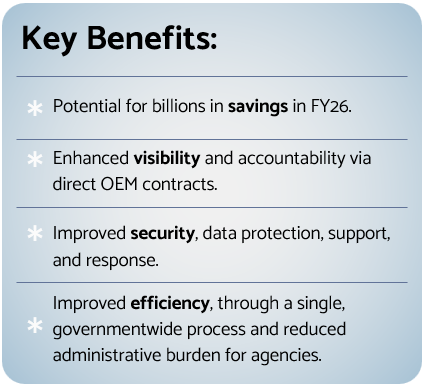 Key Benefits:
* Potential for billions in savings in FY26.
* Enhanced visibility and accountability via
direct OEM contracts.
* Improved security, data protection, support,
and response.
* Improved efficiency, through a single,
governmentwide process and reduced
administrative burden for agencies.